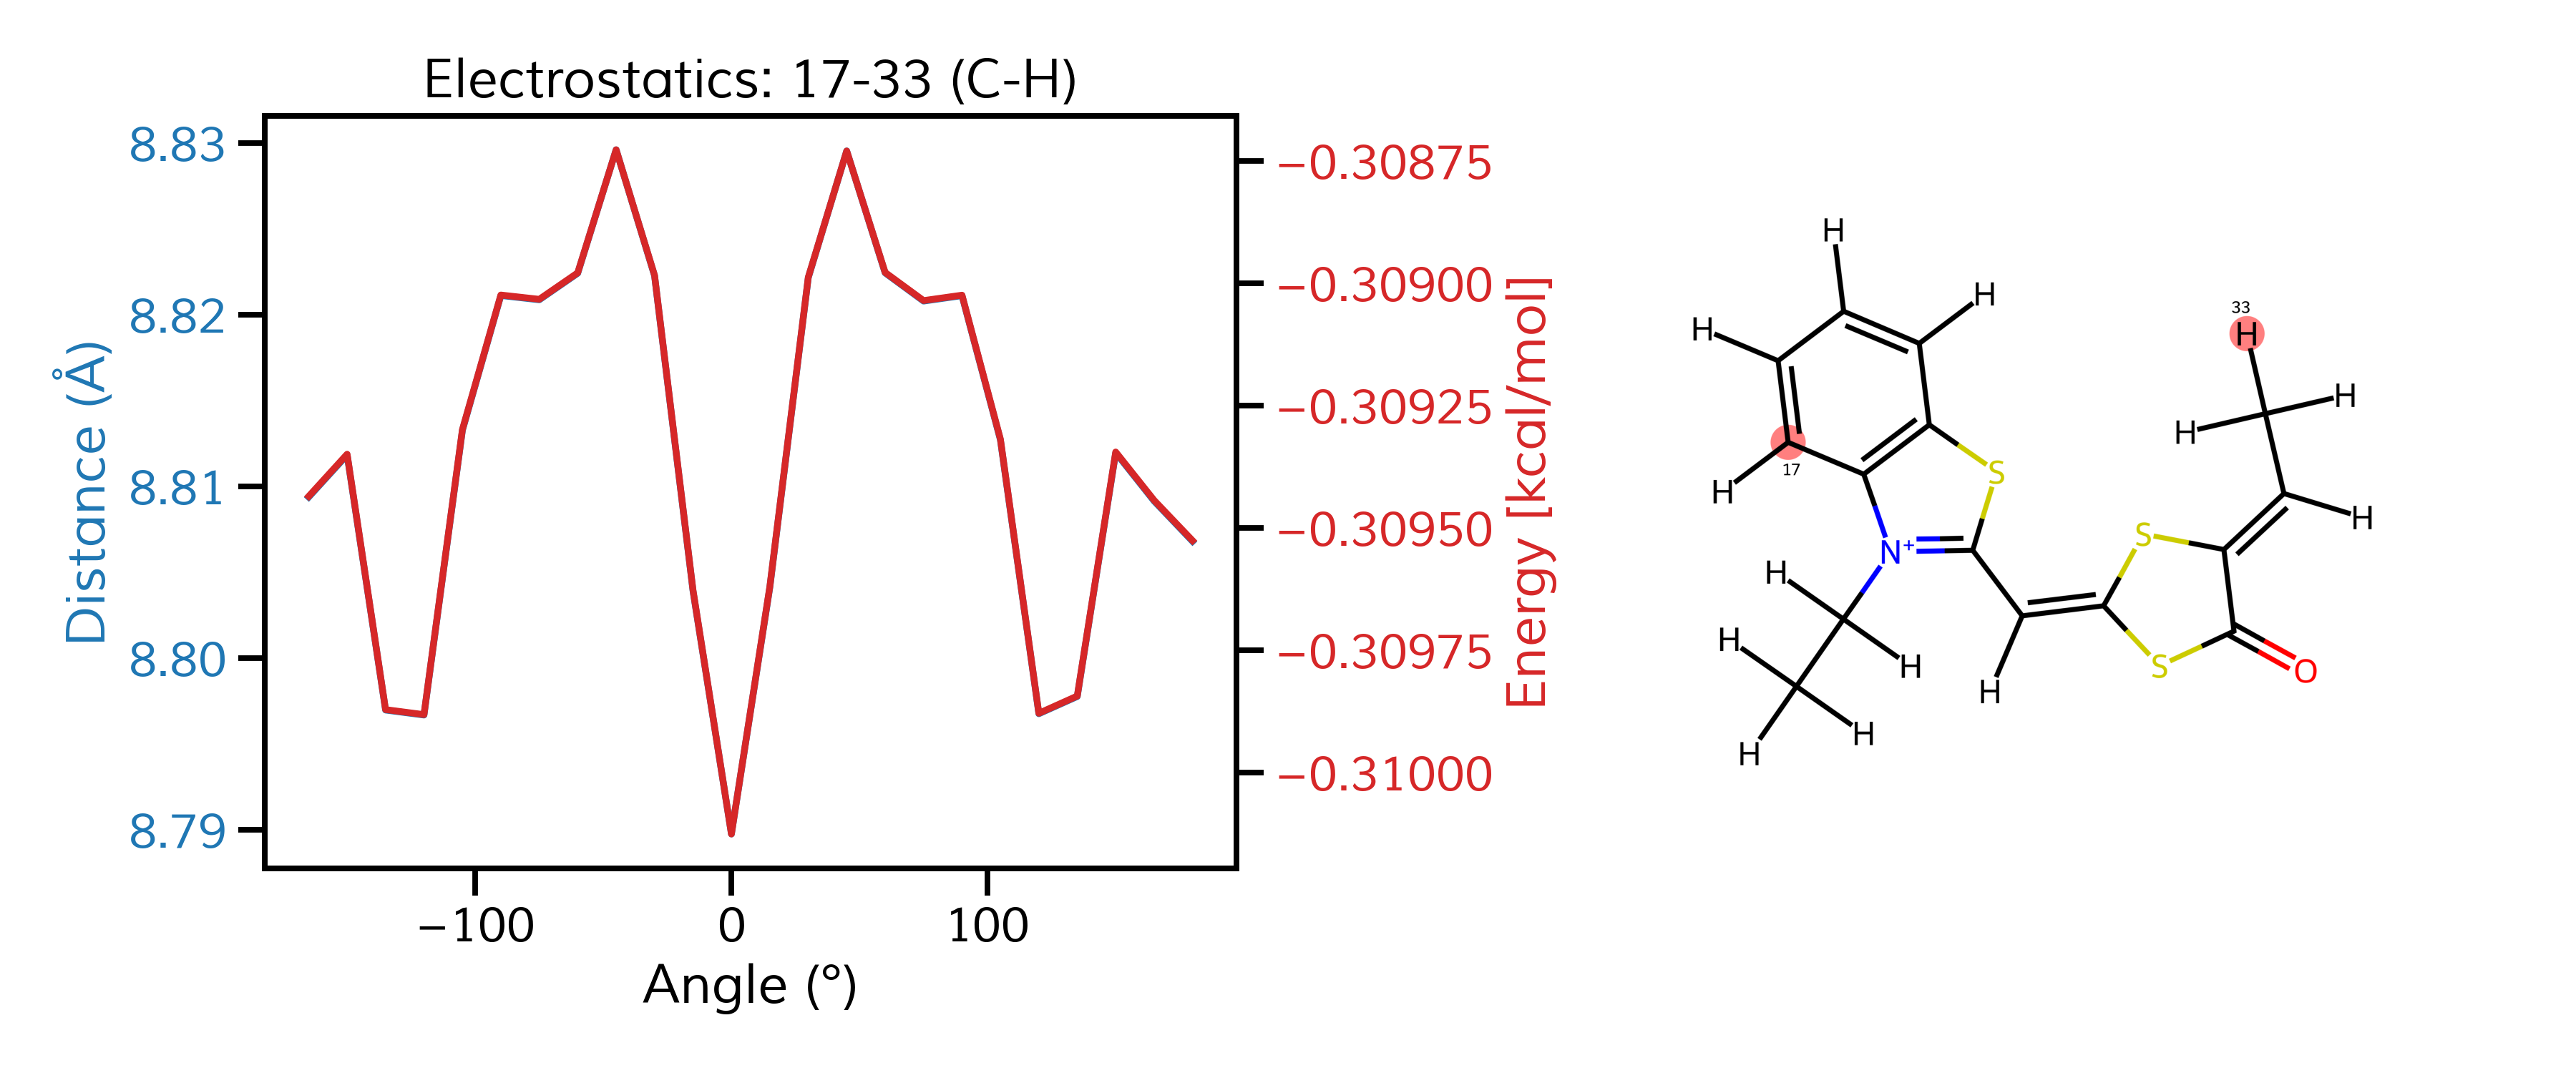 Electrostatics: 17-33 (C-H)
8.83
8.82
8.81
8.80
8.79
Distance (Å)
−100
0
100
Angle (°)
−0.30875
−0.30900
−0.30925
−0.30950
−0.30975
−0.31000
Energy [kcal/mol]
H
H
H
33
H
H
H
17
H
S
H
H
S
N+
H
H
H
S
O
H
H
H